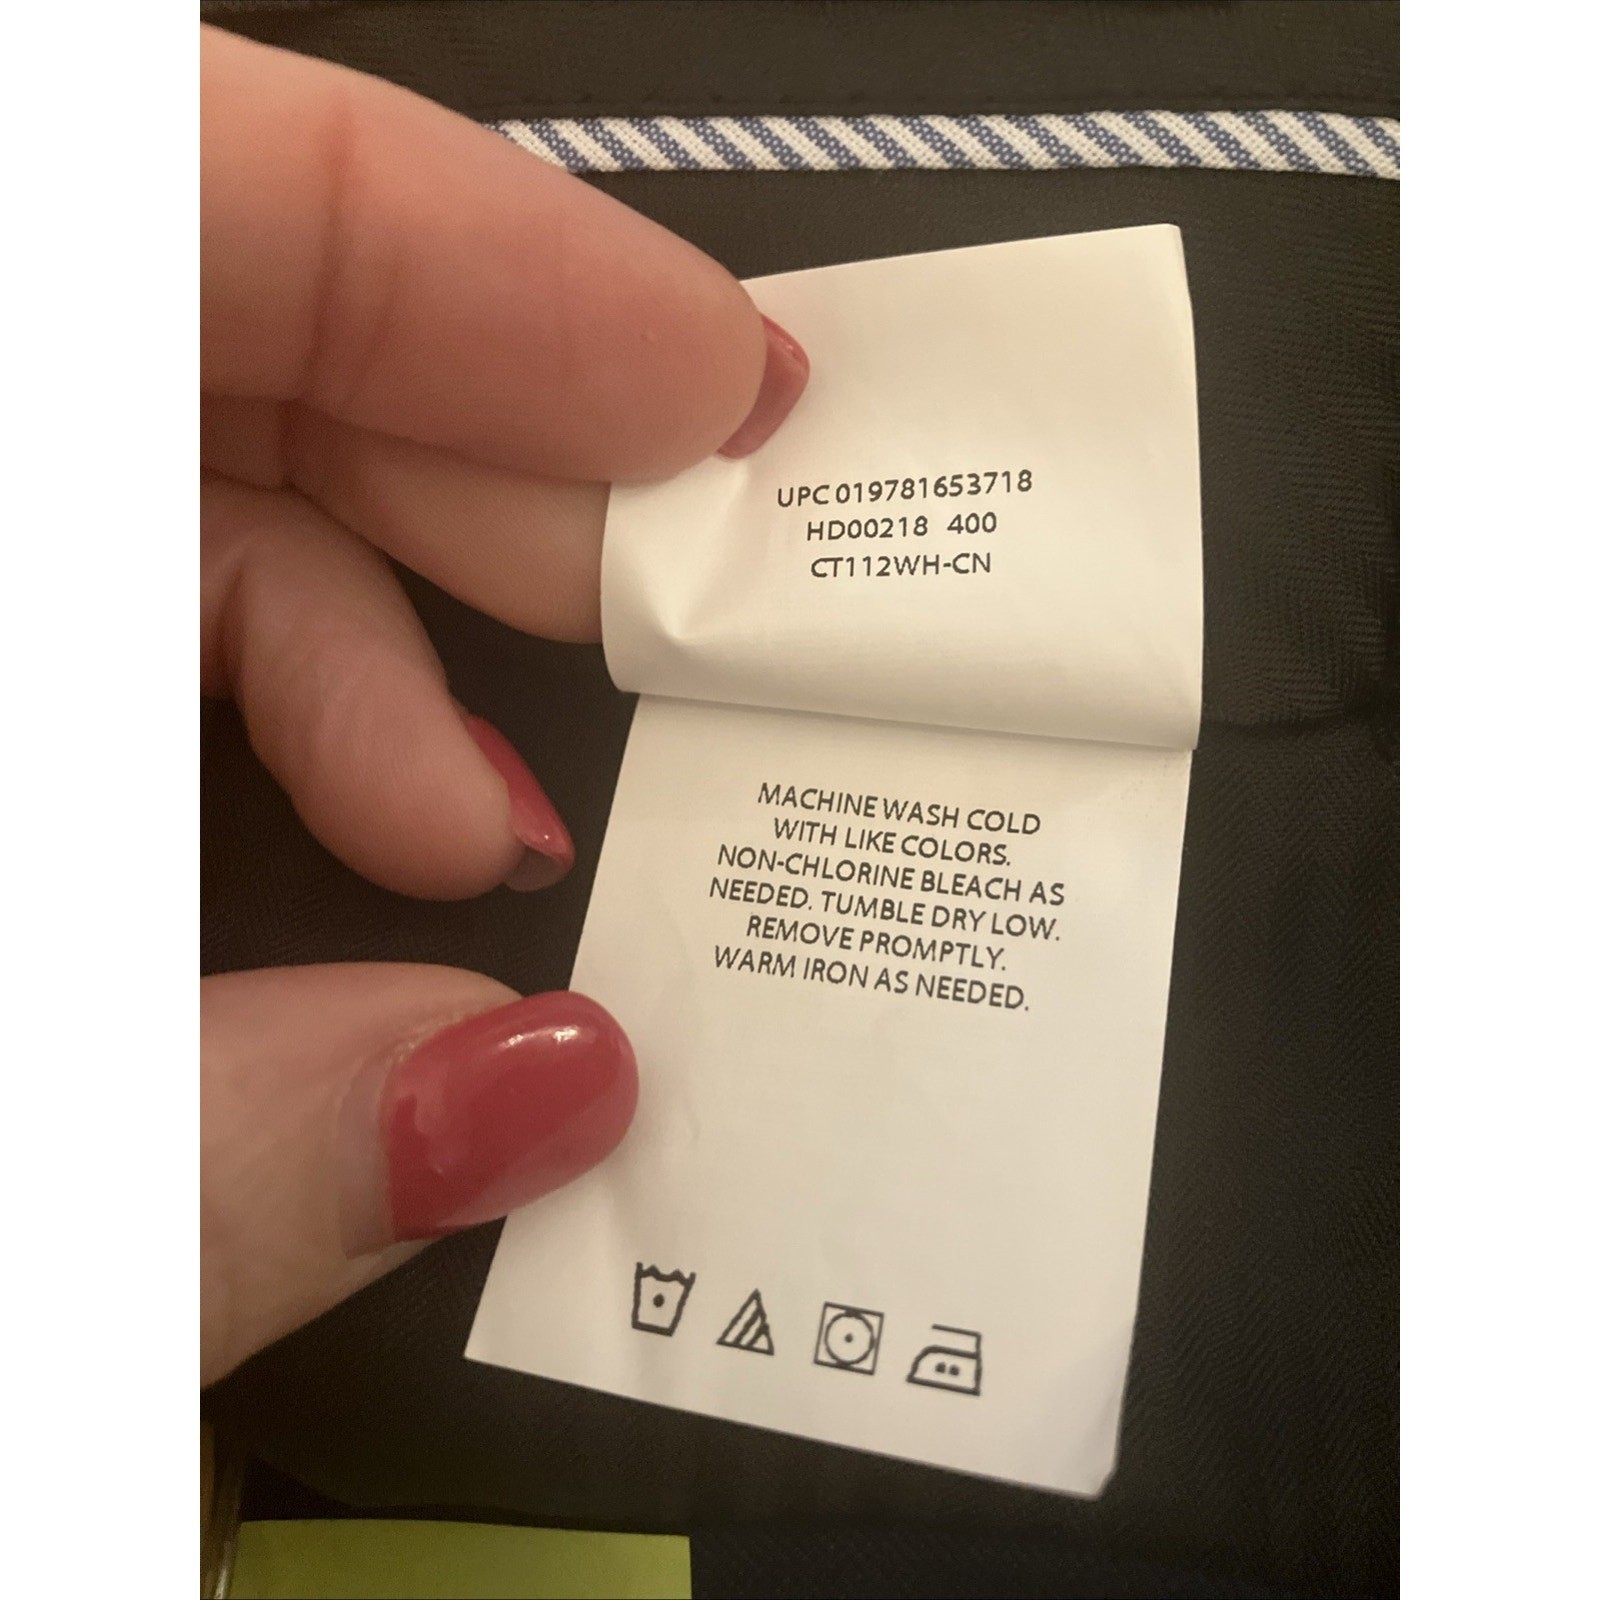 UPC 019781653718
HD00218 400
CT112WH-CN
MACHINE WASH COLD
WITH LIKE COLORS.
NON-CHLORINE BLEACH AS
NEEDED. TUMBLE DRY LOW.
REMOVE PROMPTLY.
WARM IRON AS NEEDED.